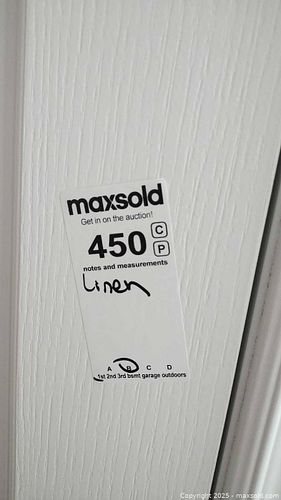 maxsold
Get in on the auction!
450 C
P
notes and measurements
Linen
A B C D
1st 2nd 3rd bsmt garage outdoors
Copyright 2025 - maxsold.com